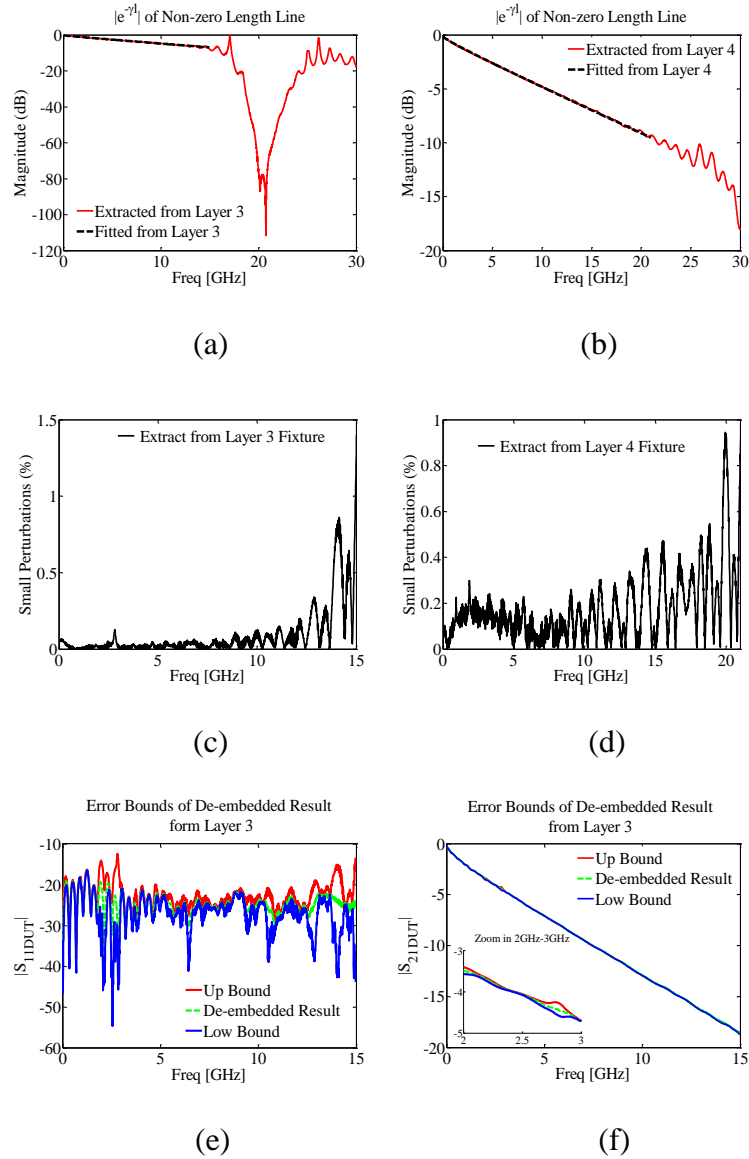 |e^-γl| of Non-zero Length Line
0
-20
-40
-60
-80
-100
-120
Magnitude (dB)
Extracted from Layer 3
Fitted from Layer 3
0
10
20
30
Freq [GHz]
(a)
|e^-γl| of Non-zero Length Line
0
-5
-10
-15
-20
Magnitude (dB)
Extracted from Layer 4
Fitted from Layer 4
0
5
10
15
20
25
30
Freq [GHz]
(b)
1.5
1
0.5
0
Small Perturbations (%)
Extract from Layer 3 Fixture
0
5
10
15
Freq [GHz]
(c)
1
0.8
0.6
0.4
0.2
0
Small Perturbations (%)
Extract from Layer 4 Fixture
0
5
10
15
20
Freq [GHz]
(d)
Error Bounds of De-embedded Result
form Layer 3
-10
-20
-30
-40
-50
-60
|S11DUT|
Up Bound
De-embedded Result
Low Bound
0
5
10
15
Freq [GHz]
(e)
Error Bounds of De-embedded Result
from Layer 3
0
-5
-10
-15
-20
|S21DUT|
Up Bound
De-embedded Result
Low Bound
Zoom in 2GHz-3GHz
-3
-4
-5
2
2.5
3
0
5
10
15
Freq [GHz]
(f)